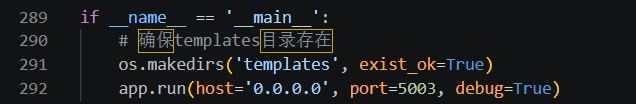 289 if __name__ == '__main__':
290     # 确保templates目录存在
291     os.makedirs('templates', exist_ok=True)
292     app.run(host='0.0.0.0', port=5003, debug=True)